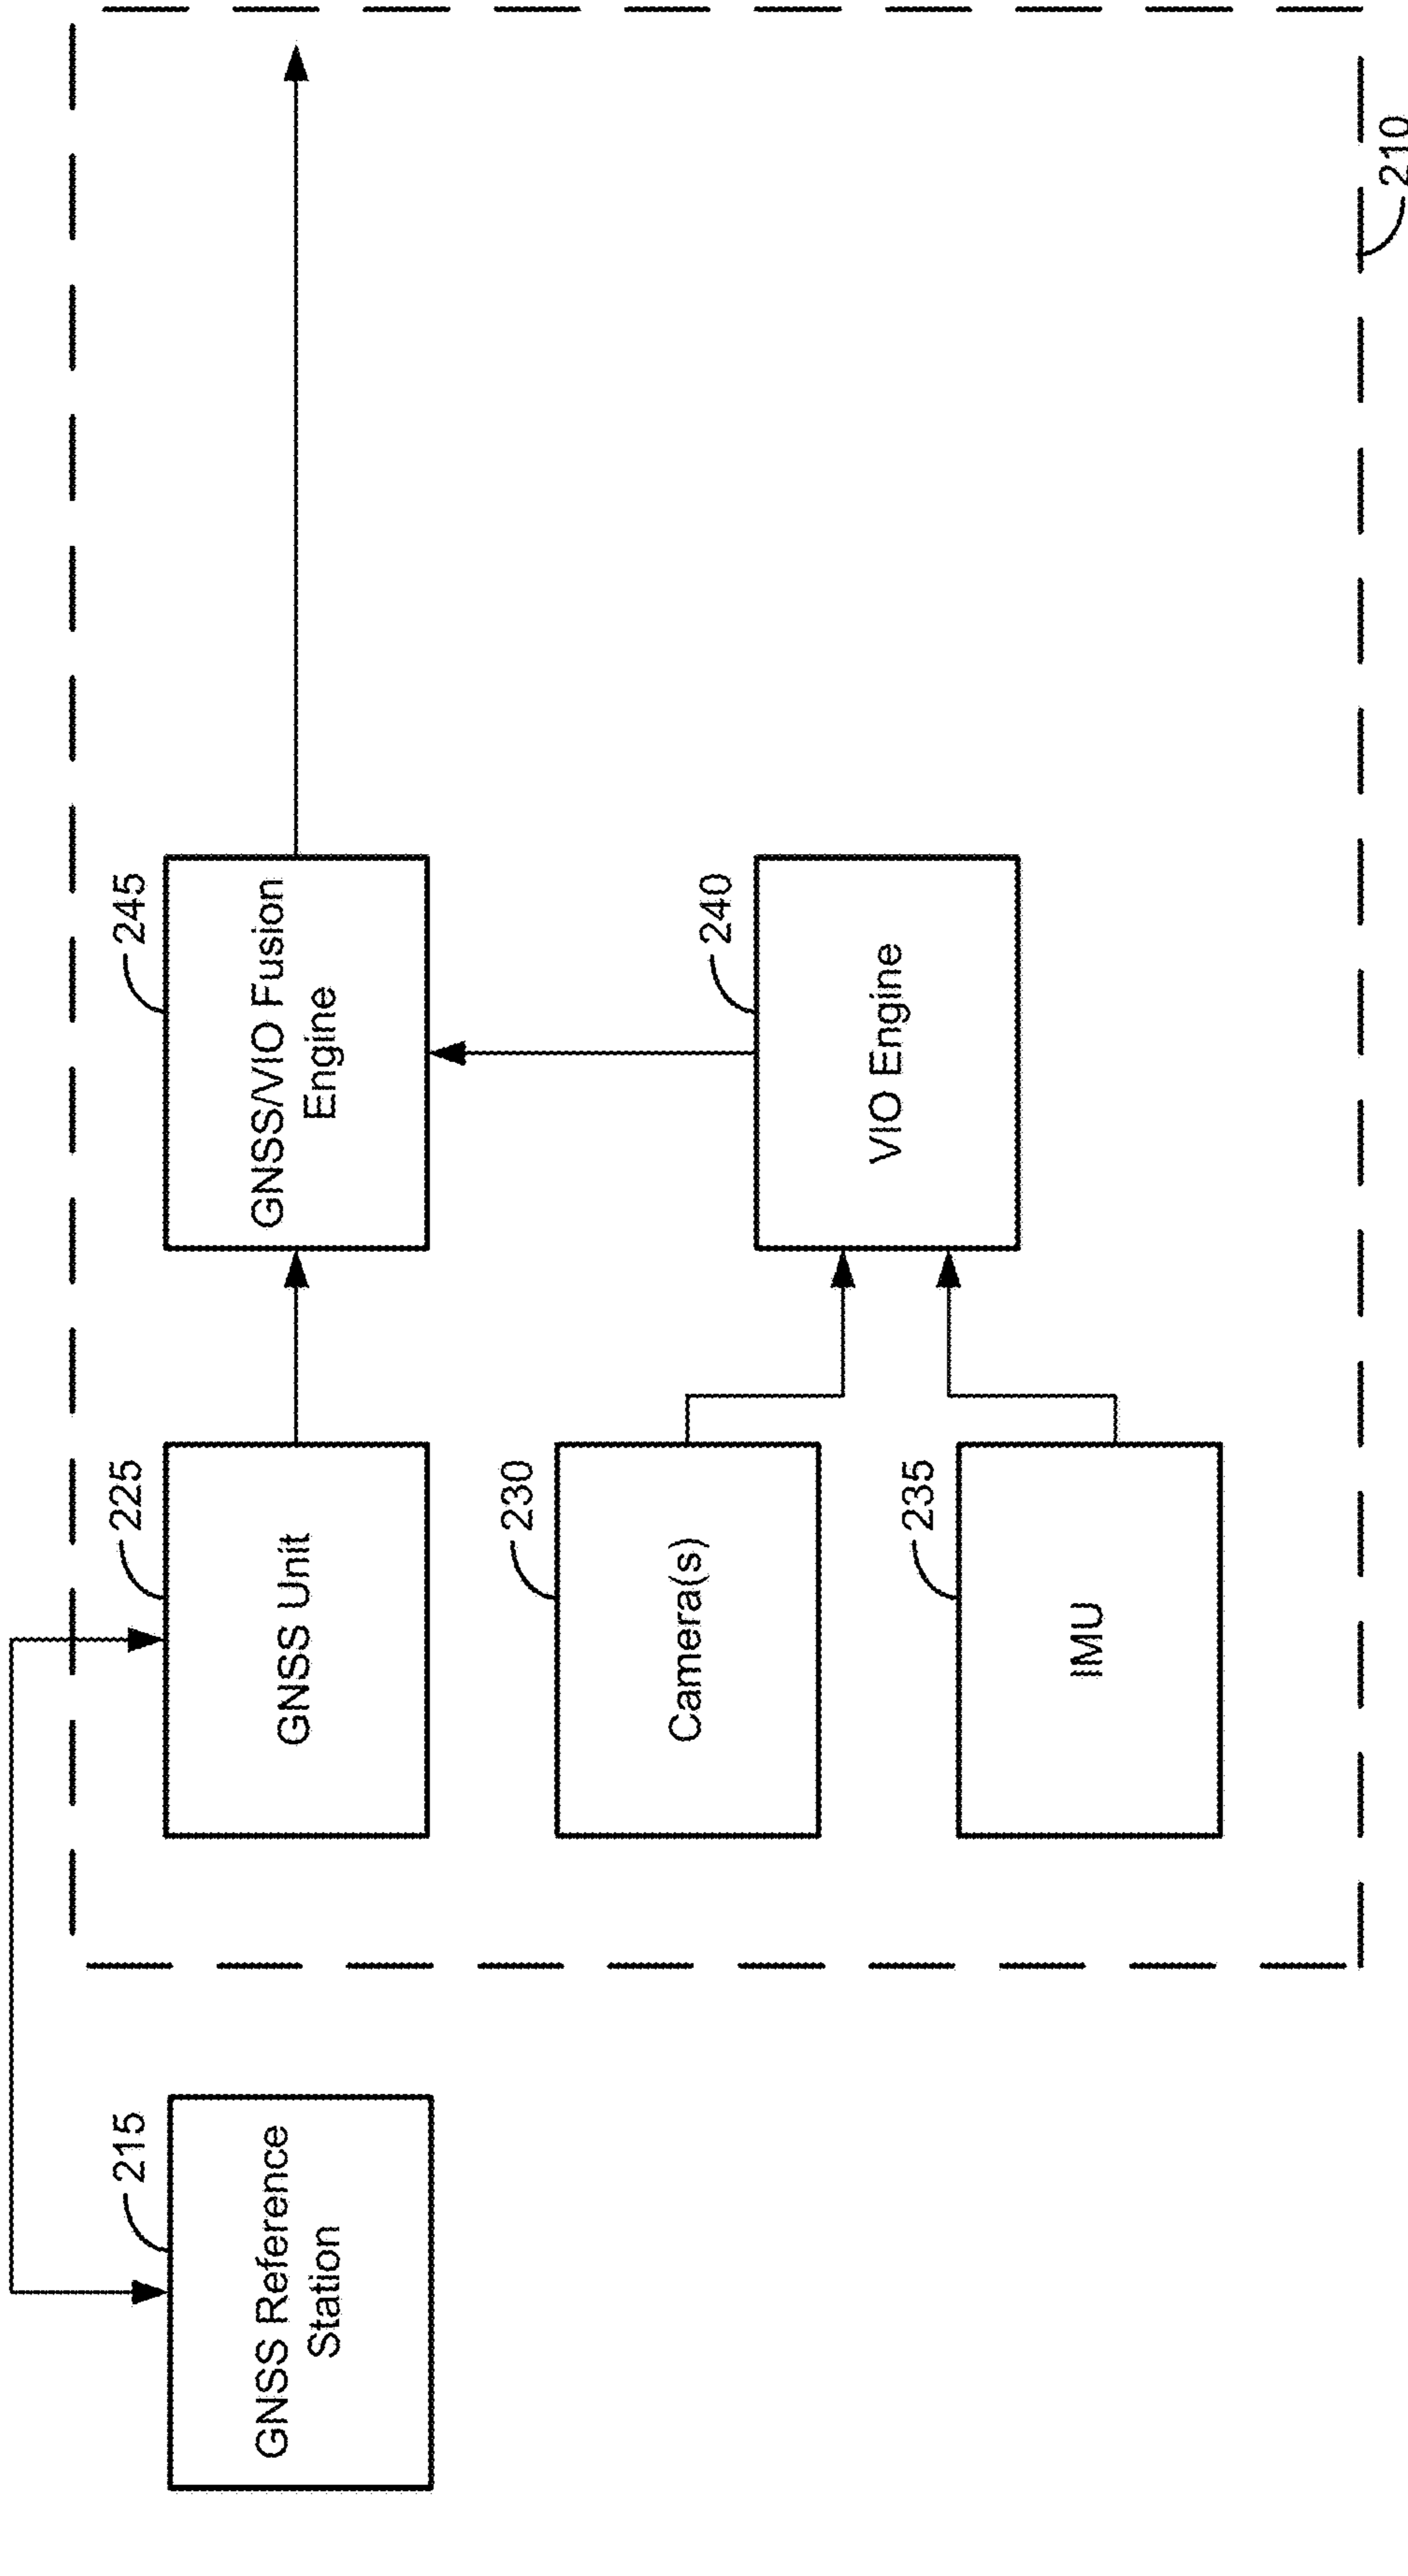 215
GNSS Reference
Station
225
GNSS Unit
245
GNSS/VIO Fusion
Engine
230
Camera(s)
240
VIO Engine
235
IMU
210